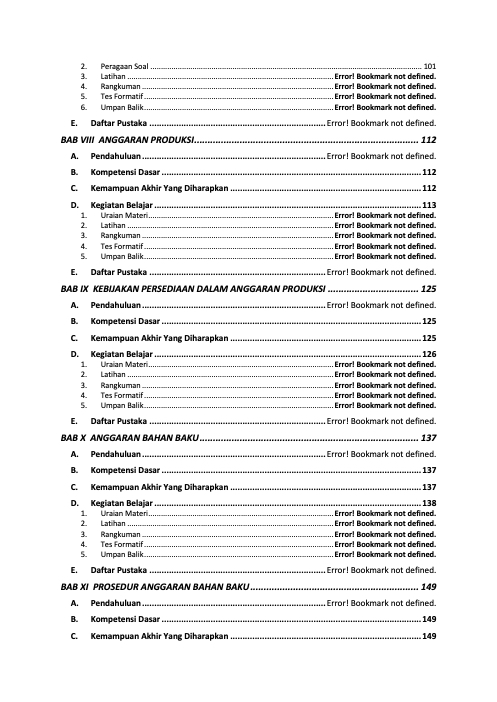 2. Peragaan Soal ........ 101
3. Latihan ........ Error! Bookmark not defined.
4. Rangkuman ........ Error! Bookmark not defined.
5. Tes Formatif ........ Error! Bookmark not defined.
6. Umpan Balik ........ Error! Bookmark not defined.
E. Daftar Pustaka ........ Error! Bookmark not defined.
BAB VIII ANGGARAN PRODUKSI ........ 112
A. Pendahuluan ........ Error! Bookmark not defined.
B. Kompetensi Dasar ........ 112
C. Kemampuan Akhir Yang Diharapkan ........ 112
D. Kegiatan Belajar ........ 113
1. Uraian Materi ........ Error! Bookmark not defined.
2. Latihan ........ Error! Bookmark not defined.
3. Rangkuman ........ Error! Bookmark not defined.
4. Tes Formatif ........ Error! Bookmark not defined.
5. Umpan Balik ........ Error! Bookmark not defined.
E. Daftar Pustaka ........ Error! Bookmark not defined.
BAB IX KEBIJAKAN PERSEDIAAN DALAM ANGGARAN PRODUKSI ........ 125
A. Pendahuluan ........ Error! Bookmark not defined.
B. Kompetensi Dasar ........ 125
C. Kemampuan Akhir Yang Diharapkan ........ 125
D. Kegiatan Belajar ........ 126
1. Uraian Materi ........ Error! Bookmark not defined.
2. Latihan ........ Error! Bookmark not defined.
3. Rangkuman ........ Error! Bookmark not defined.
4. Tes Formatif ........ Error! Bookmark not defined.
5. Umpan Balik ........ Error! Bookmark not defined.
E. Daftar Pustaka ........ Error! Bookmark not defined.
BAB X ANGGARAN BAHAN BAKU ........ 137
A. Pendahuluan ........ Error! Bookmark not defined.
B. Kompetensi Dasar ........ 137
C. Kemampuan Akhir Yang Diharapkan ........ 137
D. Kegiatan Belajar ........ 138
1. Uraian Materi ........ Error! Bookmark not defined.
2. Latihan ........ Error! Bookmark not defined.
3. Rangkuman ........ Error! Bookmark not defined.
4. Tes Formatif ........ Error! Bookmark not defined.
5. Umpan Balik ........ Error! Bookmark not defined.
E. Daftar Pustaka ........ Error! Bookmark not defined.
BAB XI PROSEDUR ANGGARAN BAHAN BAKU ........ 149
A. Pendahuluan ........ Error! Bookmark not defined.
B. Kompetensi Dasar ........ 149
C. Kemampuan Akhir Yang Diharapkan ........ 149